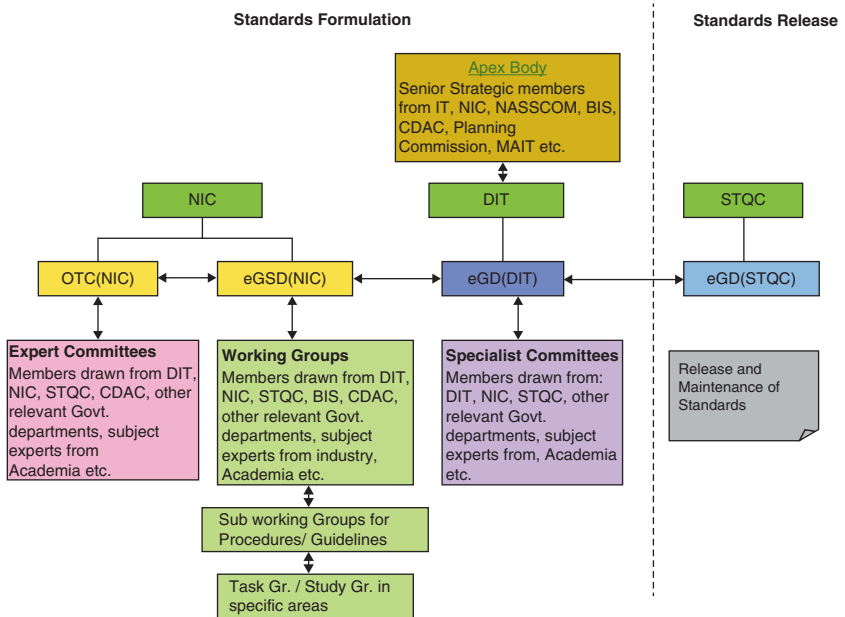 Standards Formulation
Standards Release
Apex Body
Senior Strategic members
from IT, NIC, NASSCOM, BIS,
CDAC, Planning
Commission, MAIT etc.
NIC
DIT
STQC
OTC(NIC)
eGSD(NIC)
eGD(DIT)
eGD(STQC)
Expert Committees
Members drawn from DIT,
NIC, STQC, CDAC, other
relevant Govt.
departments, subject
experts from
Academia etc.
Working Groups
Members drawn from DIT,
NIC, STQC, BIS, CDAC,
other relevant Govt.
departments, subject
experts from industry,
Academia etc.
Specialist Committees
Members drawn from:
DIT, NIC, STQC, other
relevant Govt.
departments, subject
experts from, Academia
etc.
Release and
Maintenance of
Standards
Sub working Groups for
Procedures/ Guidelines
Task Gr. / Study Gr. in
specific areas